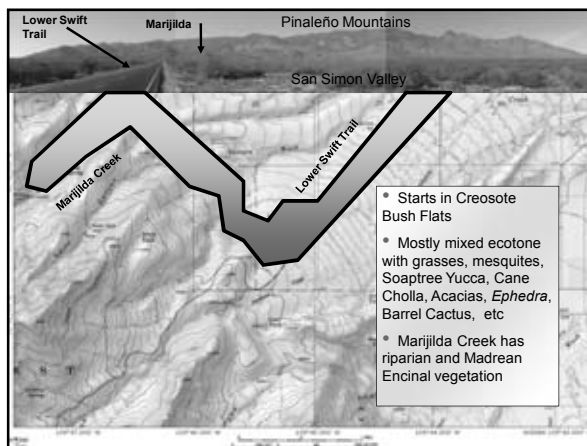 Lower Swift
Trail
Marijilda
Pinaleño Mountains
San Simon Valley
Marijilda Creek
Lower Swift Trail
• Starts in Creosote
Bush Flats
• Mostly mixed ecotone
with grasses, mesquites,
Soaptree Yucca, Cane
Cholla, Acacias, Ephedra,
Barrel Cactus, etc
• Marijilda Creek has
riparian and Madrean
Encinal vegetation